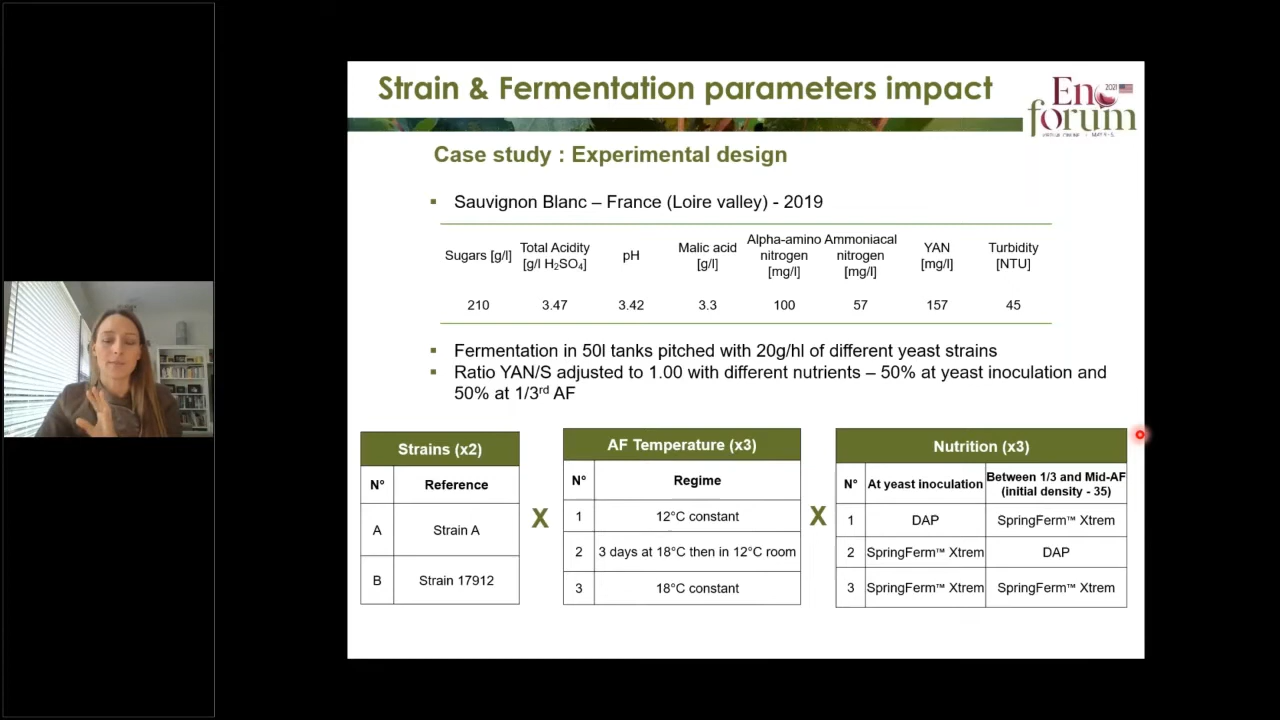 Strain & Fermentation parameters impact
2021
Eno
forum
Case study : Experimental design
▪ Sauvignon Blanc – France (Loire valley) - 2019
Sugars [g/l]
Total Acidity
[g/l H₂SO₄]
pH
Malic acid
[g/l]
Alpha-amino
nitrogen
[mg/l]
Ammoniacal
nitrogen
[mg/l]
YAN
[mg/l]
Turbidity
[NTU]
210 3.47 3.42 3.3 100 57 157 45
▪ Fermentation in 50l tanks pitched with 20g/hl of different yeast strains
▪ Ratio YAN/S adjusted to 1.00 with different nutrients – 50% at yeast inoculation and
50% at 1/3ʳᵈ AF
Strains (x2)
N° Reference
A Strain A
B Strain 17912
X
AF Temperature (x3)
N° Regime
1 12°C constant
2 3 days at 18°C then in 12°C room
3 18°C constant
X
Nutrition (x3)
N° At yeast inoculation
Between 1/3 and Mid-AF
(initial density - 35)
1 DAP SpringFerm™ Xtrem
2 SpringFerm™ Xtrem DAP
3 SpringFerm™ Xtrem SpringFerm™ Xtrem